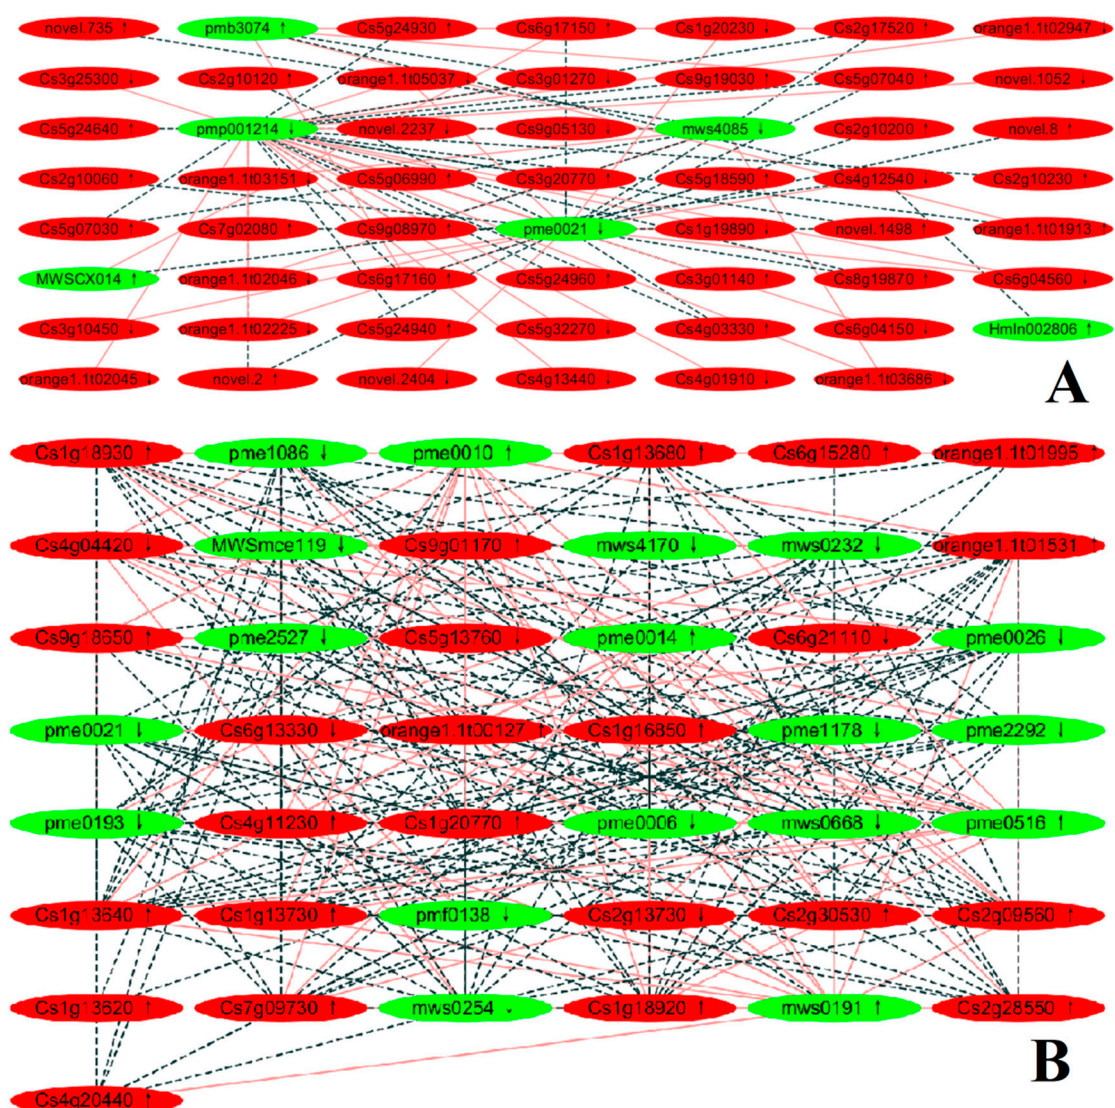 novel.735 ↑ pmb3074 ↑ Cs5g24930 ↑ Cs6g17150 ↑ Cs1g20230 ↓ Cs2g17520 ↑ orange1.1t02947 ↓
Cs3g25300 ↓ Cs2g10120 ↑ orange1.1t05037 ↓ Cs3g01270 ↓ Cs9g19030 ↑ Cs5g07040 ↑ novel.1052 ↓
Cs5g24640 ↑ pmp001214 ↓ novel.2237 ↓ Cs9g05130 ↓ mws4085 ↓ Cs2g10200 ↑ novel.8 ↑
Cs2g10060 ↑ orange1.1t03151 ↓ Cs5g06990 ↑ Cs3g20770 ↑ Cs5g18590 ↑ Cs4g12540 ↓ Cs2g10230 ↑
Cs5g07030 ↑ Cs7g02080 ↑ Cs9g08970 ↑ pme0021 ↓ Cs1g19890 ↓ novel.1498 ↑ orange1.1t01913 ↑
MWSCX014 ↑ orange1.1t02046 ↓ Cs6g17160 ↑ Cs5g24960 ↑ Cs3g01140 ↑ Cs8g19870 ↑ Cs6g04560 ↓
Cs3g10450 ↓ orange1.1t02225 ↓ Cs5g24940 ↑ Cs5g32270 ↓ Cs4g03330 ↑ Cs6g04150 ↓ Hmln002806 ↑
orange1.1t02045 ↓ novel.2 ↑ novel.2404 ↓ Cs4g13440 ↓ Cs4g01910 ↓ orange1.1t03686 ↓
A
Cs1g18930 ↑ pme1086 ↓ pme0010 ↑ Cs1g13680 ↑ Cs6g15280 ↑ orange1.1t01995 ↑
Cs4g04420 ↓ MWSmce119 ↓ Cs9g01170 ↑ mws4170 ↓ mws0232 ↓ orange1.1t01531 ↑
Cs9g18650 ↑ pme2527 ↓ Cs5g13760 ↓ pme0014 ↑ Cs6g21110 ↓ pme0026 ↓
pme0021 ↓ Cs6g13330 ↓ orange1.1t00127 ↑ Cs1g16850 ↑ pme1178 ↓ pme2292 ↓
pme0193 ↓ Cs4g11230 ↑ Cs1g20770 ↑ pme0006 ↓ mws0668 ↓ pme0516 ↑
Cs1g13640 ↑ Cs1g13730 ↑ pmf0138 ↓ Cs2g13730 ↓ Cs2g30530 ↑ Cs2g09560 ↑
Cs1g13620 ↑ Cs7g09730 ↑ mws0254 ↓ Cs1g18920 ↑ mws0191 ↑ Cs2g28550 ↑
B
Cs4g20440 ↑